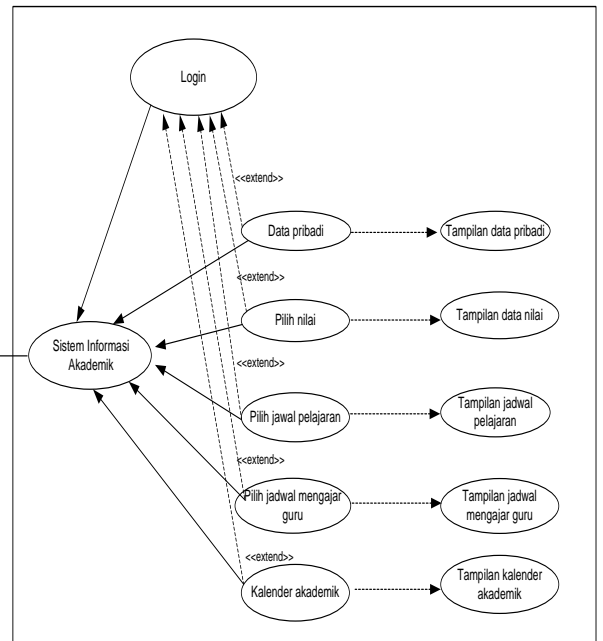 Login
<<extend>>
Data pribadi
Tampilan data pribadi
<<extend>>
Pilih nilai
Tampilan data nilai
Sistem Informasi
Akademik
<<extend>>
Pilih jawal pelajaran
Tampilan jadwal
pelajaran
<<extend>>
Pilih jadwal mengajar
guru
Tampilan jadwal
mengajar guru
<<extend>>
Kalender akademik
Tampilan kalender
akademik